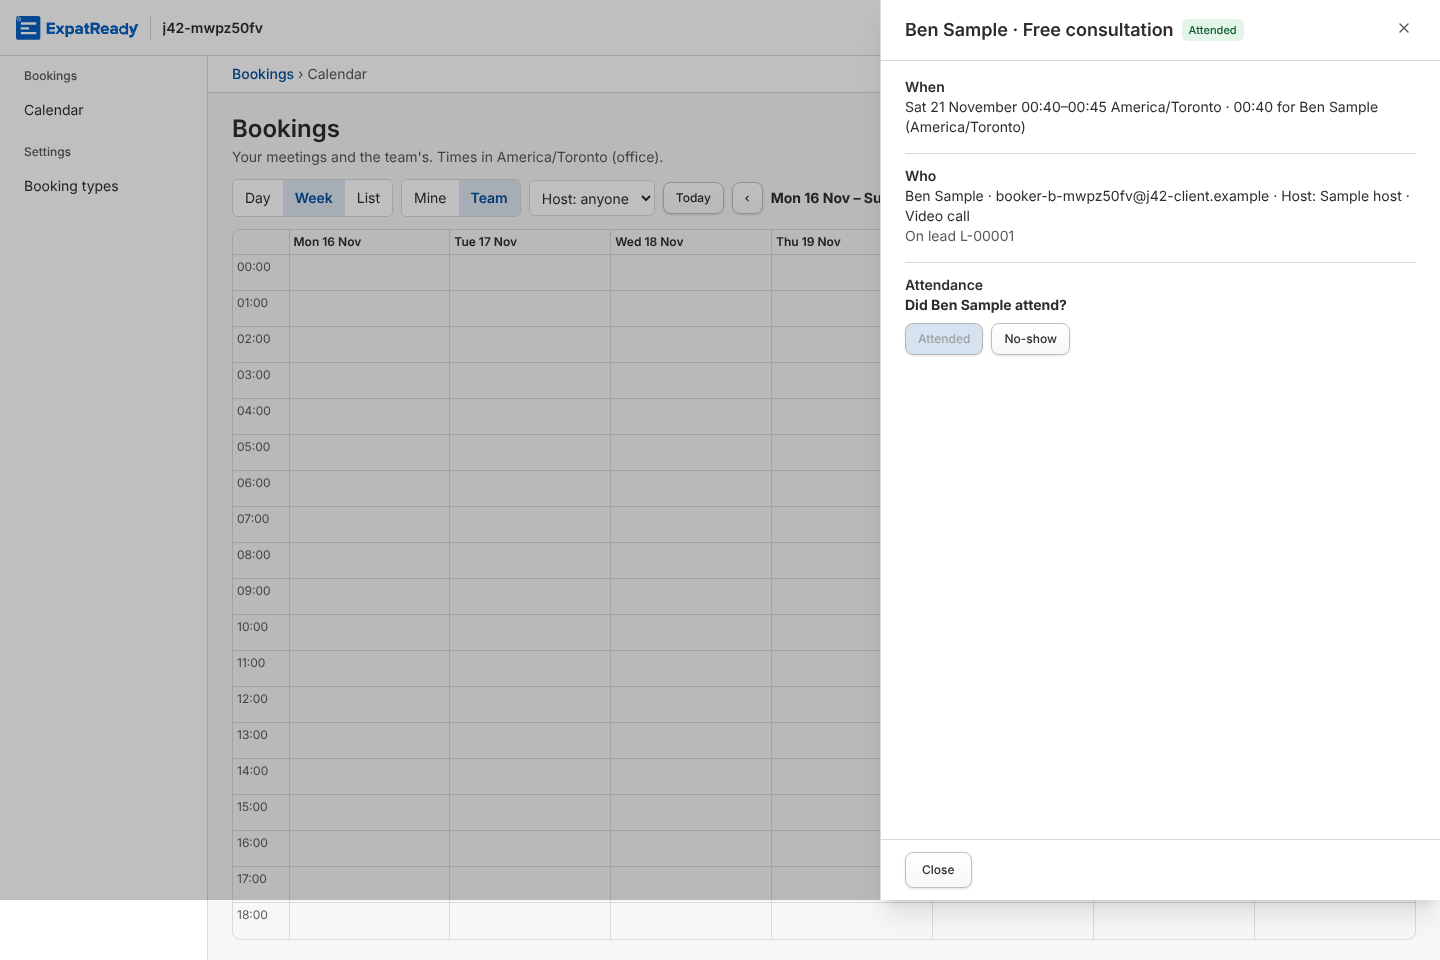 ExpatReady
j42-mwpz50fv
Bookings
Calendar
Settings
Booking types
Bookings › Calendar
Bookings
Your meetings and the team's. Times in America/Toronto (office).
Day Week List Mine Team Host: anyone Today ‹ Mon 16 Nov – Su
Mon 16 Nov Tue 17 Nov Wed 18 Nov Thu 19 Nov
00:00
01:00
02:00
03:00
04:00
05:00
06:00
07:00
08:00
09:00
10:00
11:00
12:00
13:00
14:00
15:00
16:00
17:00
18:00
Ben Sample · Free consultation Attended ×
When
Sat 21 November 00:40–00:45 America/Toronto · 00:40 for Ben Sample
(America/Toronto)
Who
Ben Sample · booker-b-mwpz50fv@j42-client.example · Host: Sample host ·
Video call
On lead L-00001
Attendance
Did Ben Sample attend?
Attended No-show
Close